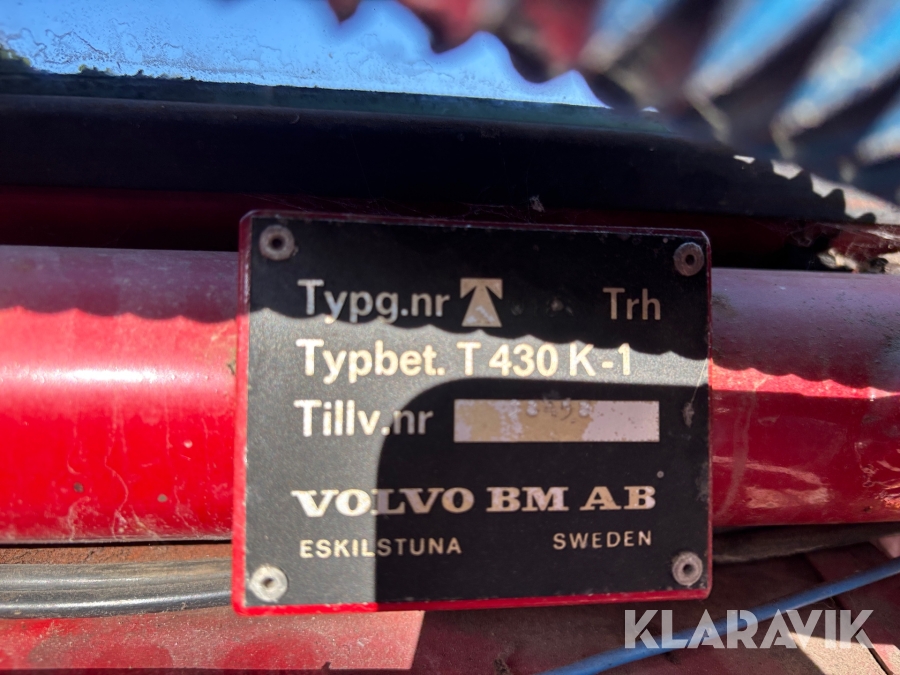 Typg.nr Trh
Typbet. T 430 K-1
Tillv.nr
VOLVO BM AB
ESKILSTUNA SWEDEN
KLARAVIK